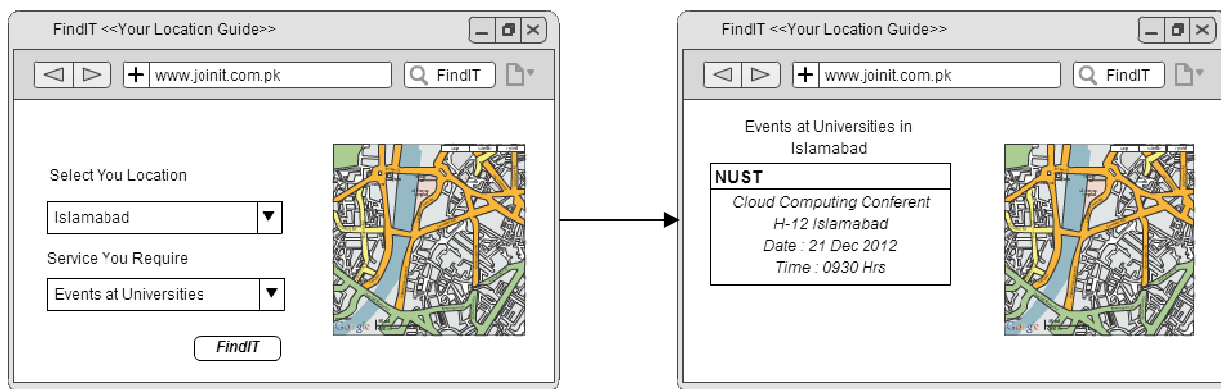 FindIT <<Your Location Guide>>
www.joinit.com.pk
FindIT
Select You Location
Islamabad
Service You Require
Events at Universities
FindIT
Google
FindIT <<Your Location Guide>>
www.joinit.com.pk
FindIT
Events at Universities in
Islamabad
NUST
Cloud Computing Conferent
H-12 Islamabad
Date : 21 Dec 2012
Time : 0930 Hrs
Google